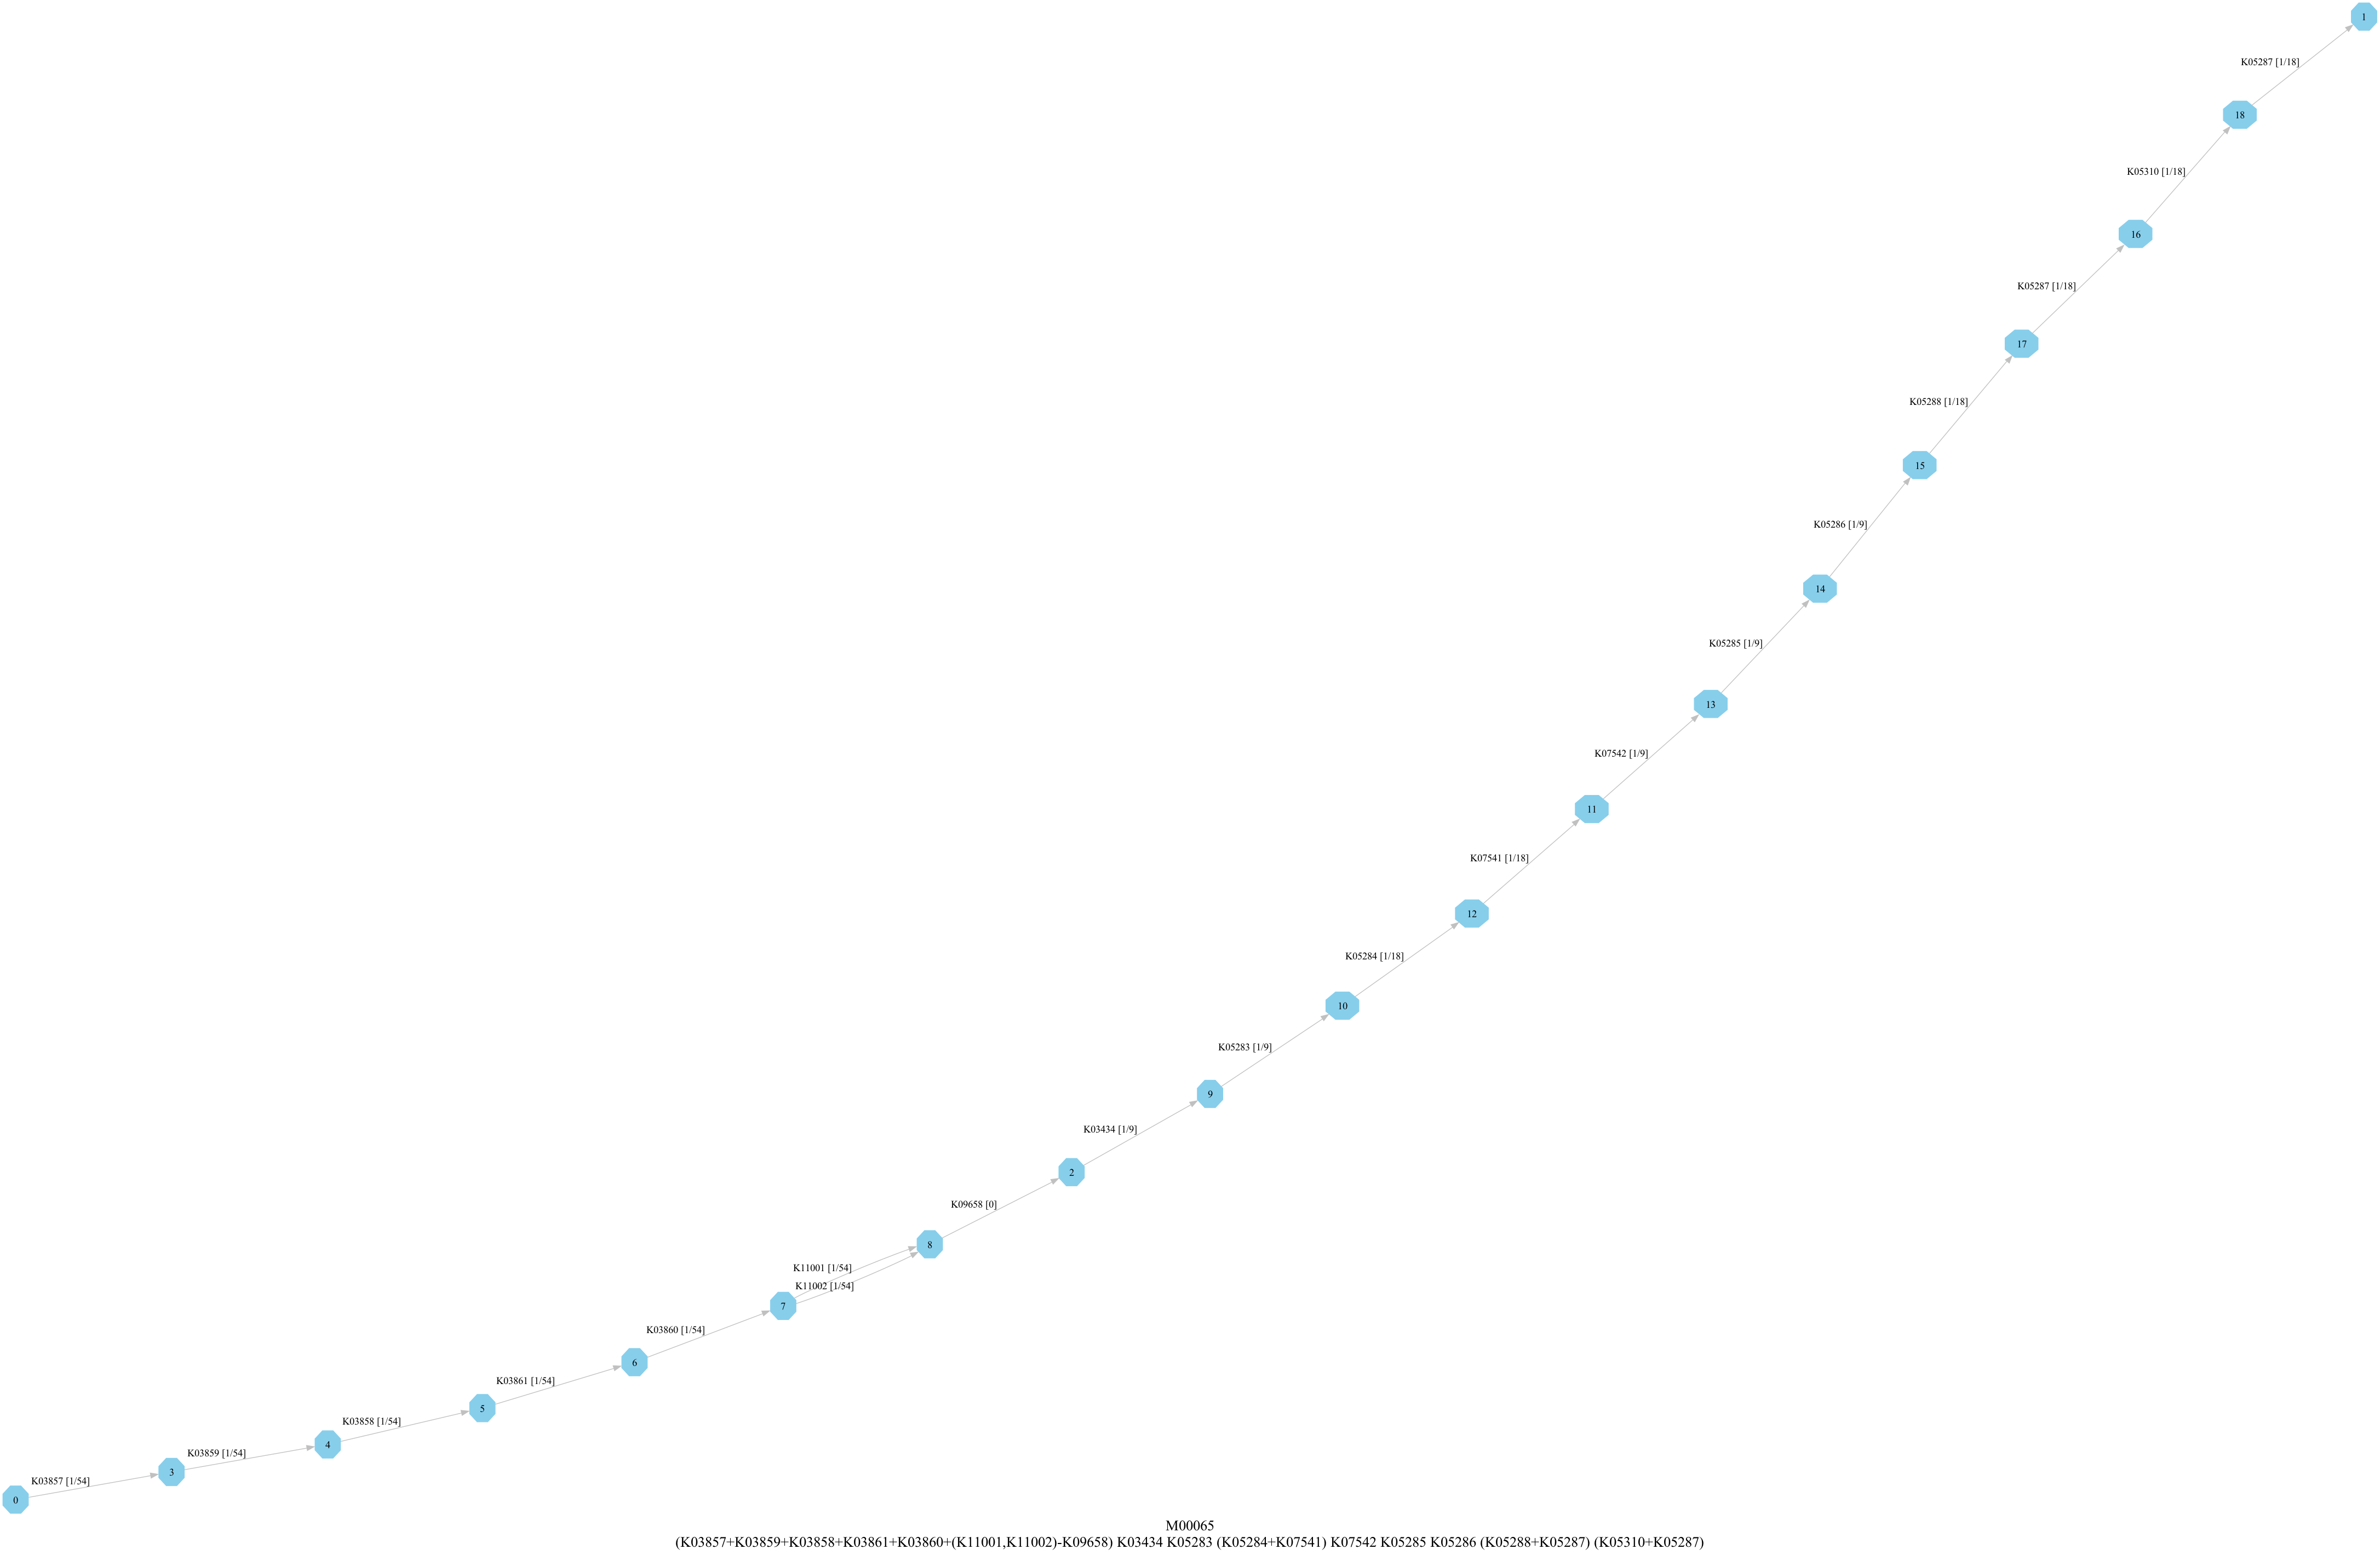 1
K05287 [1/18]
18
K05310 [1/18]
16
K05287 [1/18]
17
K05288 [1/18]
15
K05286 [1/9]
14
K05285 [1/9]
13
K07542 [1/9]
11
K07541 [1/18]
12
K05284 [1/18]
10
K05283 [1/9]
9
K03434 [1/9]
2
K09658 [0]
8
K11001 [1/54]
K11002 [1/54]
7
K03860 [1/54]
6
K03861 [1/54]
5
K03858 [1/54]
4
K03859 [1/54]
3
K03857 [1/54]
0
M00065
(K03857+K03859+K03858+K03861+K03860+(K11001,K11002)-K09658) K03434 K05283 (K05284+K07541) K07542 K05285 K05286 (K05288+K05287) (K05310+K05287)